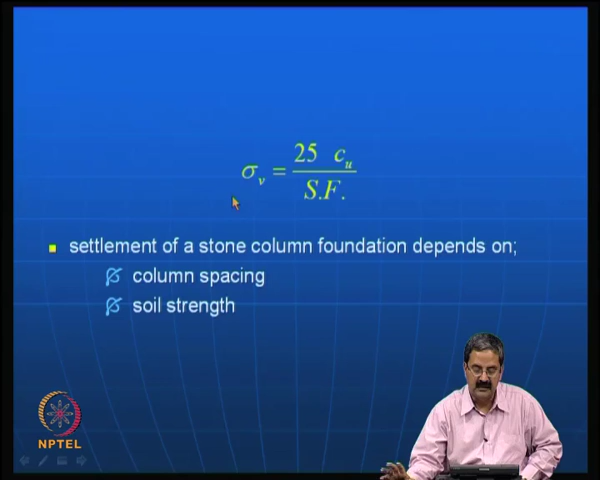 σv = 25 cu / S.F.
settlement of a stone column foundation depends on;
column spacing
soil strength
NPTEL